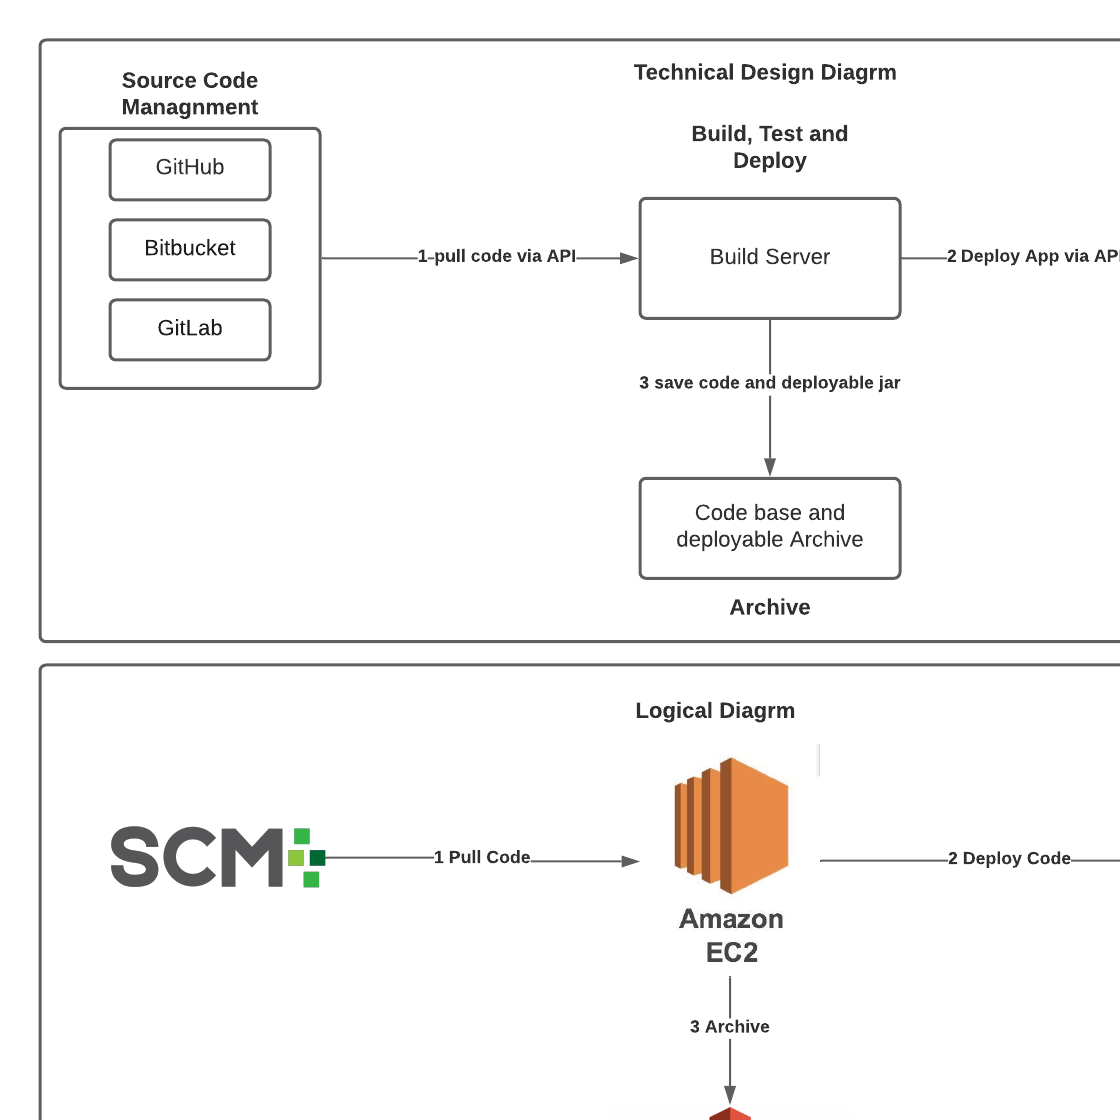 Source Code
Managnment
Technical Design Diagrm
Build, Test and
Deploy
GitHub
Bitbucket
GitLab
1 pull code via API
Build Server
2 Deploy App via API
3 save code and deployable jar
Code base and
deployable Archive
Archive
Logical Diagrm
SCM
1 Pull Code
2 Deploy Code
Amazon
EC2
3 Archive